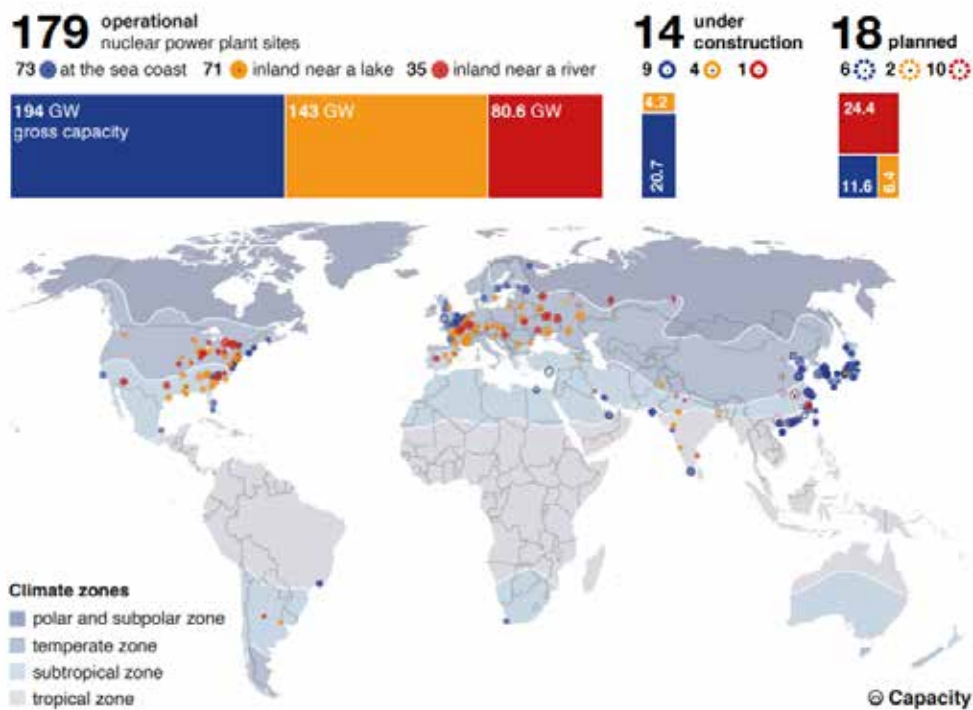 179 operational
nuclear power plant sites
73 at the sea coast 71 inland near a lake 35 inland near a river
194 GW
gross capacity
143 GW
80.6 GW
14 under
construction
9 4 1
4.2
20.7
18 planned
6 2 10
24.4
11.6
6.4
Climate zones
polar and subpolar zone
temperate zone
subtropical zone
tropical zone
Capacity